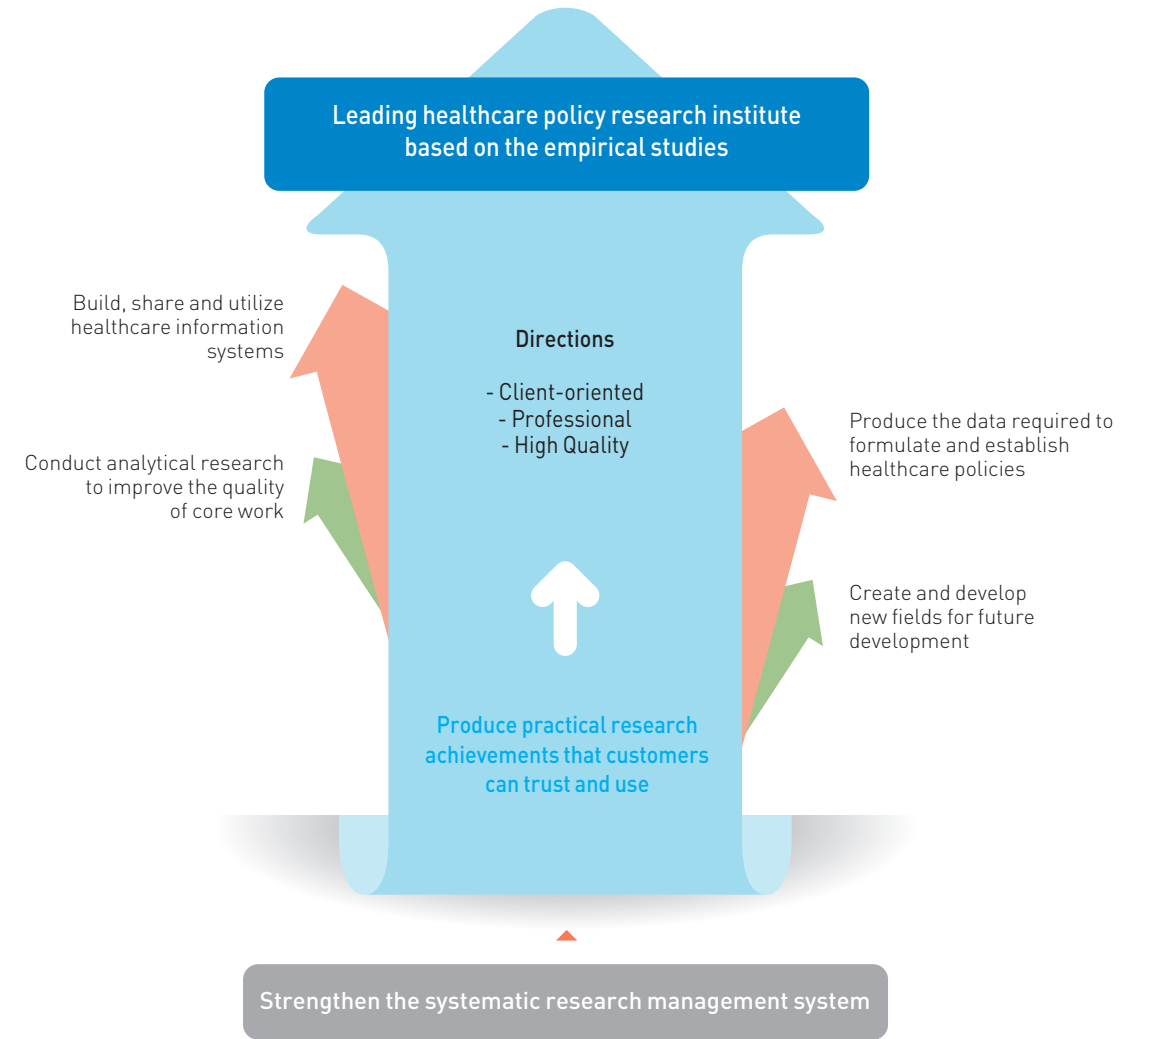 Leading healthcare policy research institute
based on the empirical studies
Build, share and utilize
healthcare information
systems
Conduct analytical research
to improve the quality
of core work
Directions
- Client-oriented
- Professional
- High Quality
Produce the data required to
formulate and establish
healthcare policies
Create and develop
new fields for future
development
Produce practical research
achievements that customers
can trust and use
Strengthen the systematic research management system